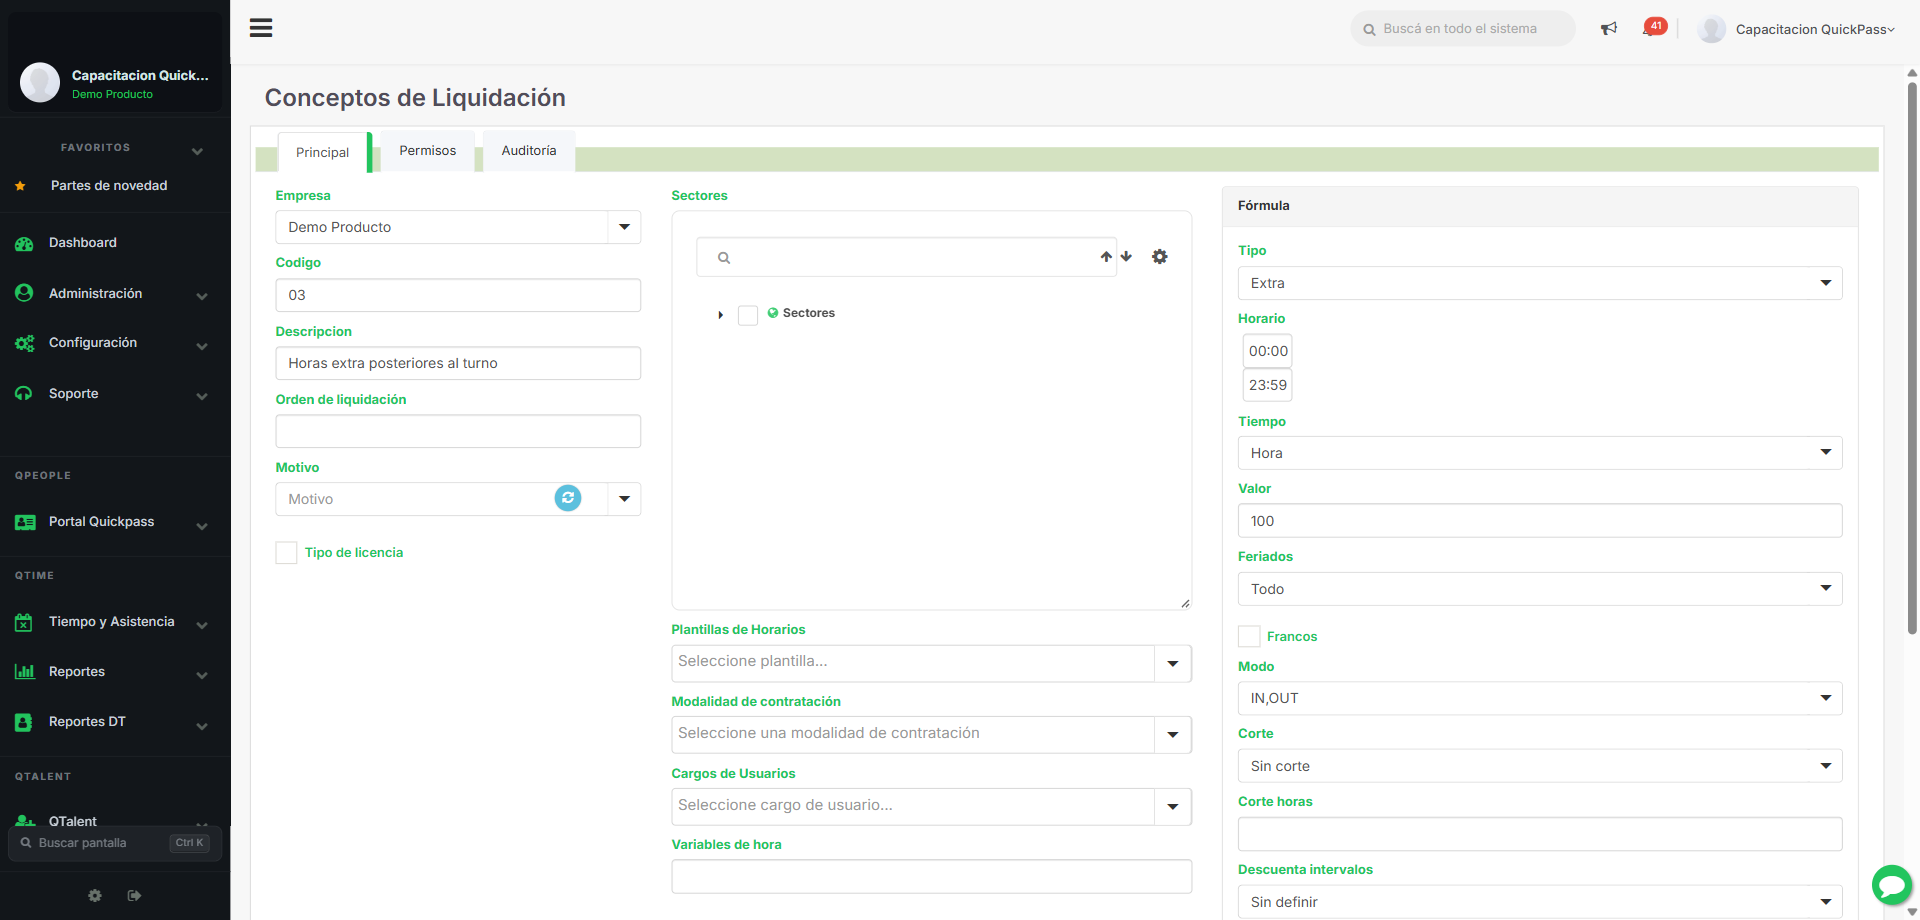 Capacitacion Quick...
Demo Producto
FAVORITOS
Partes de novedad
Dashboard
Administración
Configuración
Soporte
QPEOPLE
Portal Quickpass
QTIME
Tiempo y Asistencia
Reportes
Reportes DT
QTALENT
QTalent
Buscar pantalla
Ctrl K
Buscá en todo el sistema
41
Capacitacion QuickPass
Conceptos de Liquidación
Principal
Permisos
Auditoría
Empresa
Demo Producto
Codigo
03
Descripcion
Horas extra posteriores al turno
Orden de liquidación
Motivo
Motivo
Tipo de licencia
Sectores
Sectores
Plantillas de Horarios
Seleccione plantilla...
Modalidad de contratación
Seleccione una modalidad de contratación
Cargos de Usuarios
Seleccione cargo de usuario...
Variables de hora
Fórmula
Tipo
Extra
Horario
00:00
23:59
Tiempo
Hora
Valor
100
Feriados
Todo
Francos
Modo
IN,OUT
Corte
Sin corte
Corte horas
Descuenta intervalos
Sin definir